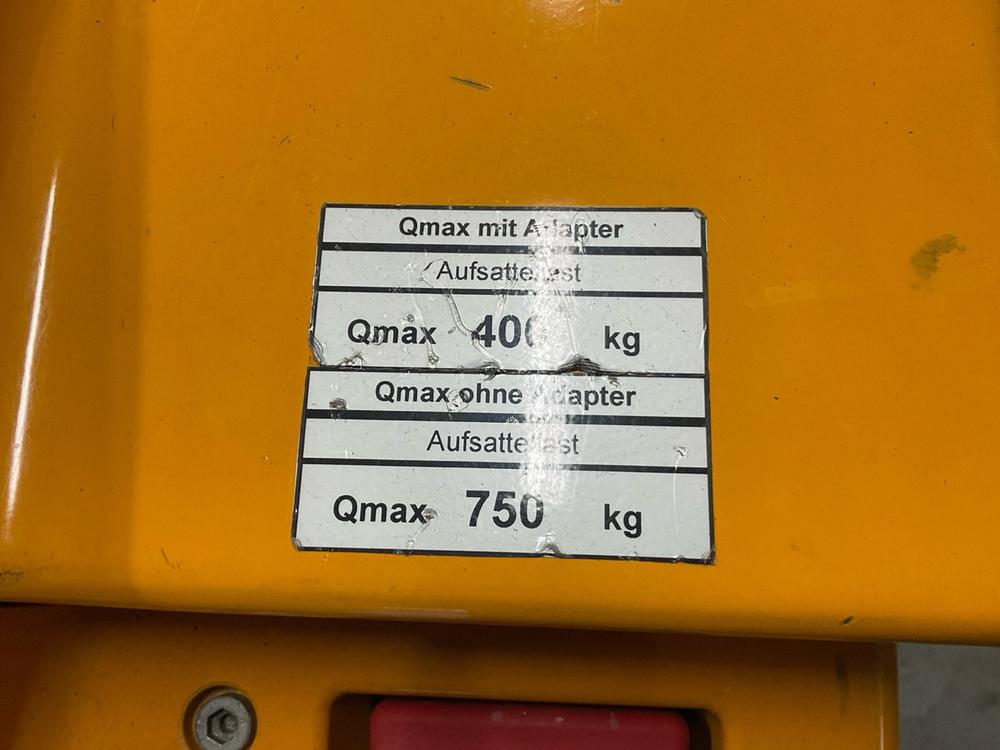 Qmax mit Adapter
Aufsattellast
Qmax 400 kg
Qmax ohne Adapter
Aufsattellast
Qmax 750 kg